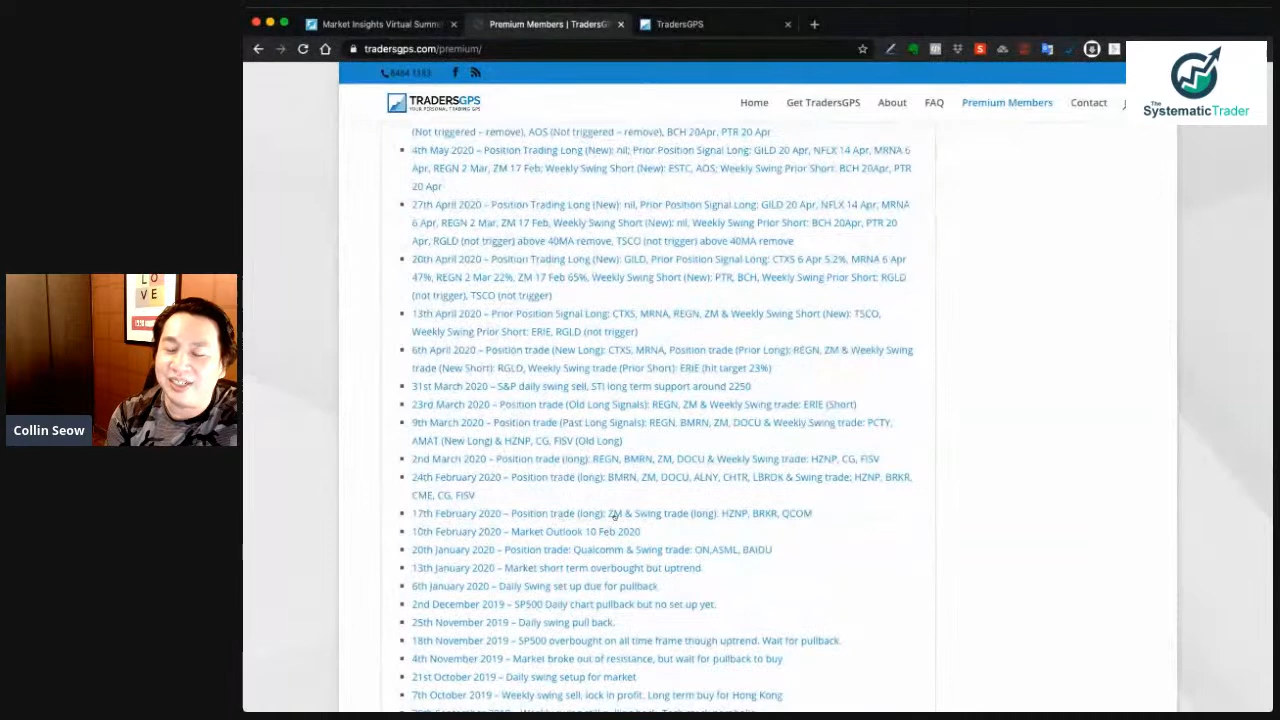 Market Insights Virtual Summ
Premium Members | TradersG
TradersGPS
tradersgps.com/premium/
6464 1383
TRADERSGPS
YOUR PERSONAL TRADING GPS
Home
Get TradersGPS
About
FAQ
Premium Members
Contact
The
SystematicTrader
(Not triggered – remove), AOS (Not triggered – remove), BCH 20Apr, PTR 20 Apr
4th May 2020 – Position Trading Long (New): nil; Prior Position Signal Long: GILD 20 Apr, NFLX 14 Apr, MRNA 6
Apr, REGN 2 Mar, ZM 17 Feb; Weekly Swing Short (New): ESTC, AOS; Weekly Swing Prior Short: BCH 20Apr, PTR
20 Apr
27th April 2020 – Position Trading Long (New): nil, Prior Position Signal Long: GILD 20 Apr, NFLX 14 Apr, MRNA
6 Apr, REGN 2 Mar, ZM 17 Feb, Weekly Swing Short (New): nil, Weekly Swing Prior Short: BCH 20Apr, PTR 20
Apr, RGLD (not trigger) above 40MA remove, TSCO (not trigger) above 40MA remove
20th April 2020 – Position Trading Long (New): GILD, Prior Position Signal Long: CTXS 6 Apr 5.2%, MRNA 6 Apr
47%, REGN 2 Mar 22%, ZM 17 Feb 65%, Weekly Swing Short (New): PTR, BCH, Weekly Swing Prior Short: RGLD
(not trigger), TSCO (not trigger)
13th April 2020 – Prior Position Signal Long: CTXS, MRNA, REGN, ZM & Weekly Swing Short (New): TSCO,
Weekly Swing Prior Short: ERIE, RGLD (not trigger)
6th April 2020 – Position trade (New Long): CTXS, MRNA, Position trade (Prior Long): REGN, ZM & Weekly Swing
trade (New Short): RGLD, Weekly Swing trade (Prior Short): ERIE (hit target 23%)
31st March 2020 – S&P daily swing sell, STI long term support around 2250
23rd March 2020 – Position trade (Old Long Signals): REGN, ZM & Weekly Swing trade: ERIE (Short)
9th March 2020 – Position trade (Past Long Signals): REGN, BMRN, ZM, DOCU & Weekly Swing trade: PCTY,
AMAT (New Long) & HZNP, CG, FISV (Old Long)
2nd March 2020 – Position trade (long): REGN, BMRN, ZM, DOCU & Weekly Swing trade: HZNP, CG, FISV
24th February 2020 – Position trade (long): BMRN, ZM, DOCU, ALNY, CHTR, LBRDK & Swing trade: HZNP, BRKR,
CME, CG, FISV
17th February 2020 – Position trade (long): ZM & Swing trade (long): HZNP, BRKR, QCOM
10th February 2020 – Market Outlook 10 Feb 2020
20th January 2020 – Position trade: Qualcomm & Swing trade: ON,ASML, BAIDU
13th January 2020 – Market short term overbought but uptrend
6th January 2020 – Daily Swing set up due for pullback
2nd December 2019 – SP500 Daily chart pullback but no set up yet.
25th November 2019 – Daily swing pull back.
18th November 2019 – SP500 overbought on all time frame though uptrend. Wait for pullback.
4th November 2019 – Market broke out of resistance, but wait for pullback to buy
21st October 2019 – Daily swing setup for market
7th October 2019 – Weekly swing sell, lock in profit. Long term buy for Hong Kong
LO
VE
Collin Seow